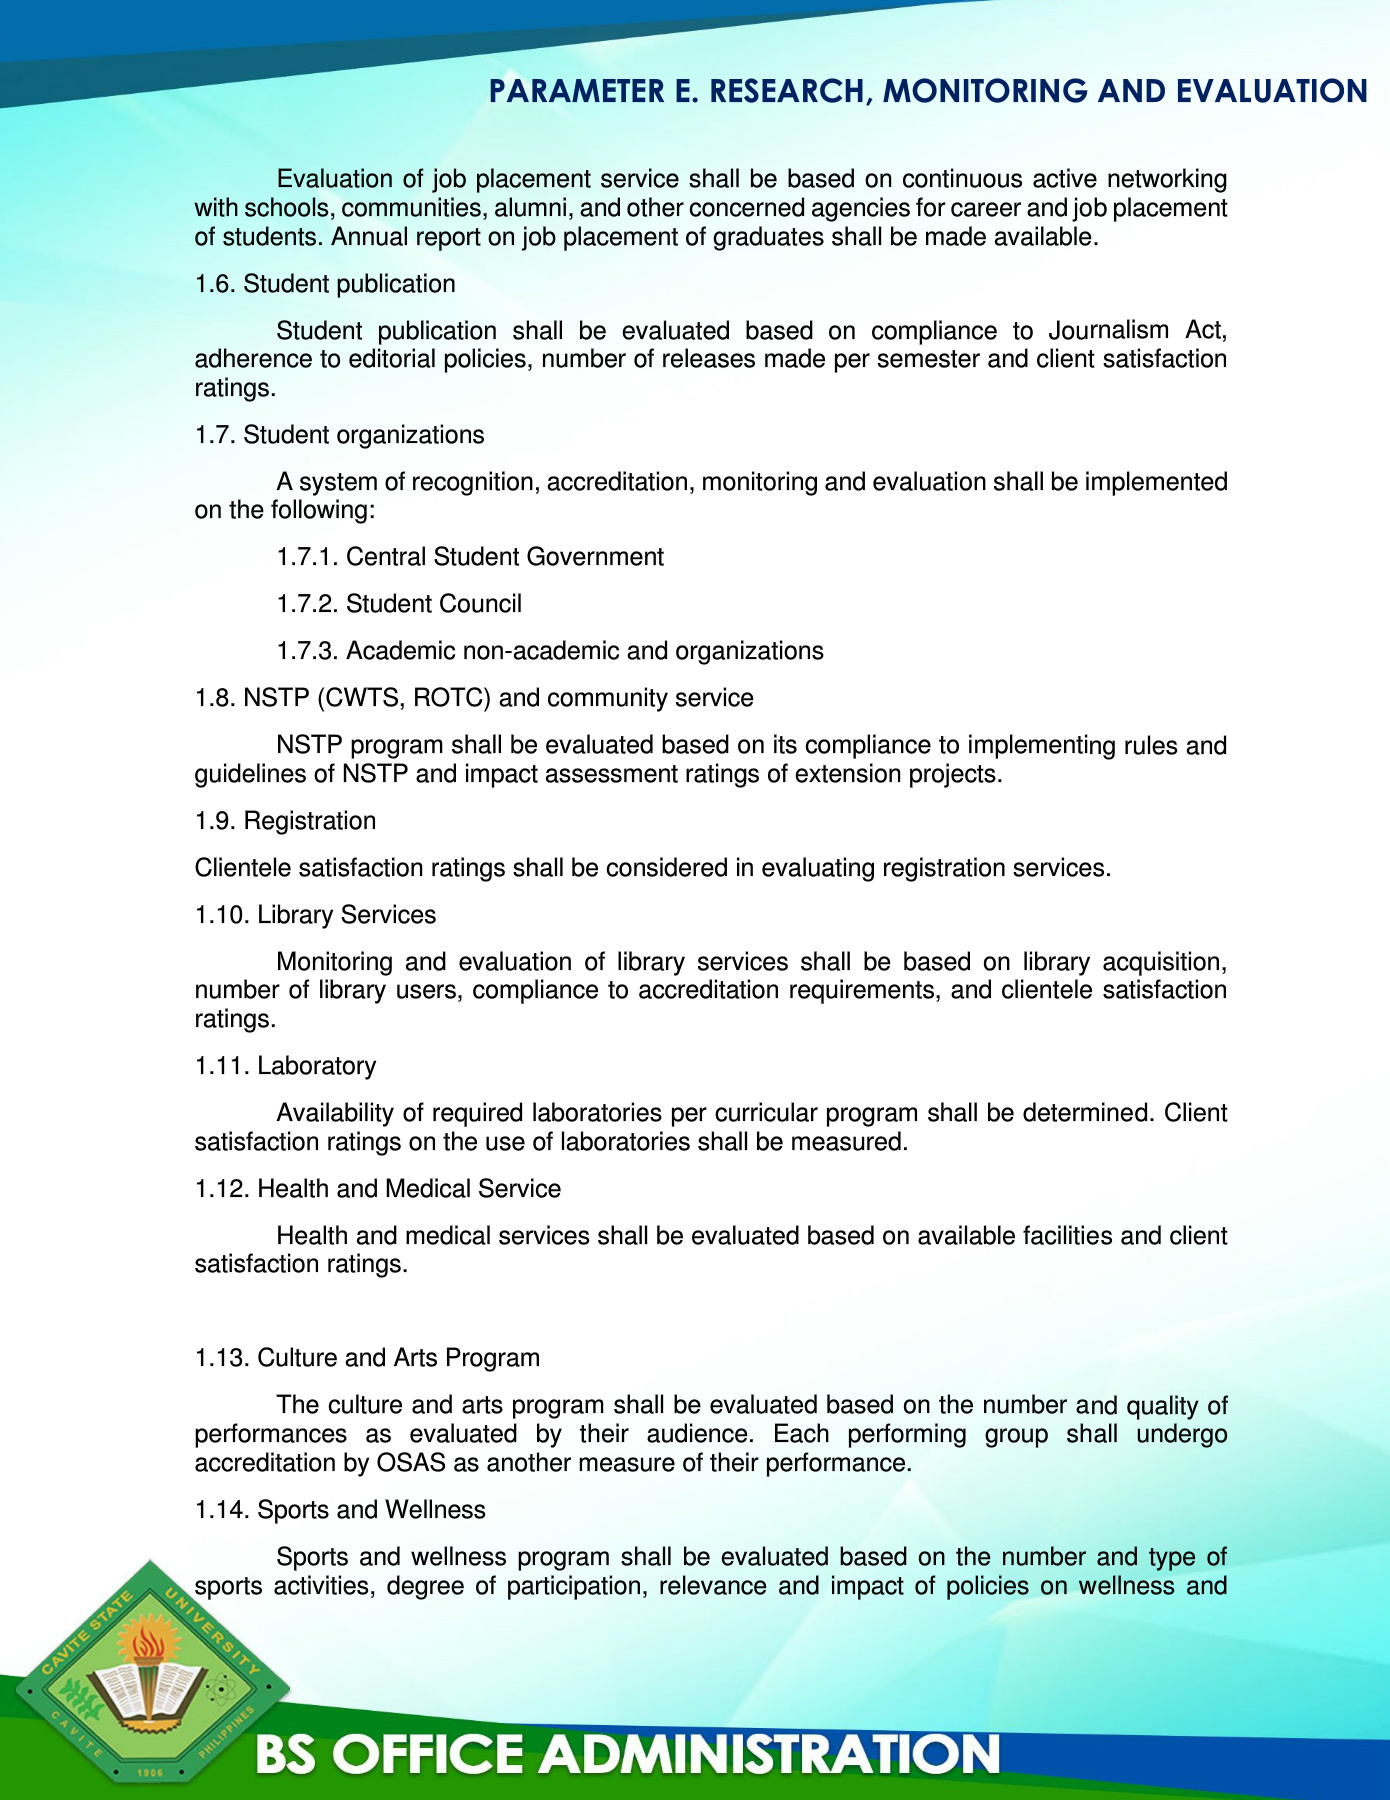 PARAMETER E. RESEARCH, MONITORING AND EVALUATION
Evaluation of job placement service shall be based on continuous active networking
with schools, communities, alumni, and other concerned agencies for career and job placement
of students. Annual report on job placement of graduates shall be made available.
1.6. Student publication
Student publication shall be evaluated based on compliance to Journalism Act,
adherence to editorial policies, number of releases made per semester and client satisfaction
ratings.
1.7. Student organizations
A system of recognition, accreditation, monitoring and evaluation shall be implemented
on the following:
1.7.1. Central Student Government
1.7.2. Student Council
1.7.3. Academic non-academic and organizations
1.8. NSTP (CWTS, ROTC) and community service
NSTP program shall be evaluated based on its compliance to implementing rules and
guidelines of NSTP and impact assessment ratings of extension projects.
1.9. Registration
Clientele satisfaction ratings shall be considered in evaluating registration services.
1.10. Library Services
Monitoring and evaluation of library services shall be based on library acquisition,
number of library users, compliance to accreditation requirements, and clientele satisfaction
ratings.
1.11. Laboratory
Availability of required laboratories per curricular program shall be determined. Client
satisfaction ratings on the use of laboratories shall be measured.
1.12. Health and Medical Service
Health and medical services shall be evaluated based on available facilities and client
satisfaction ratings.
1.13. Culture and Arts Program
The culture and arts program shall be evaluated based on the number and quality of
performances as evaluated by their audience. Each performing group shall undergo
accreditation by OSAS as another measure of their performance.
1.14. Sports and Wellness
Sports and wellness program shall be evaluated based on the number and type of
sports activities, degree of participation, relevance and impact of policies on wellness and
CAVITE STATE UNIVERSITY
CAVITE PHILIPPINES
1906
BS OFFICE ADMINISTRATION